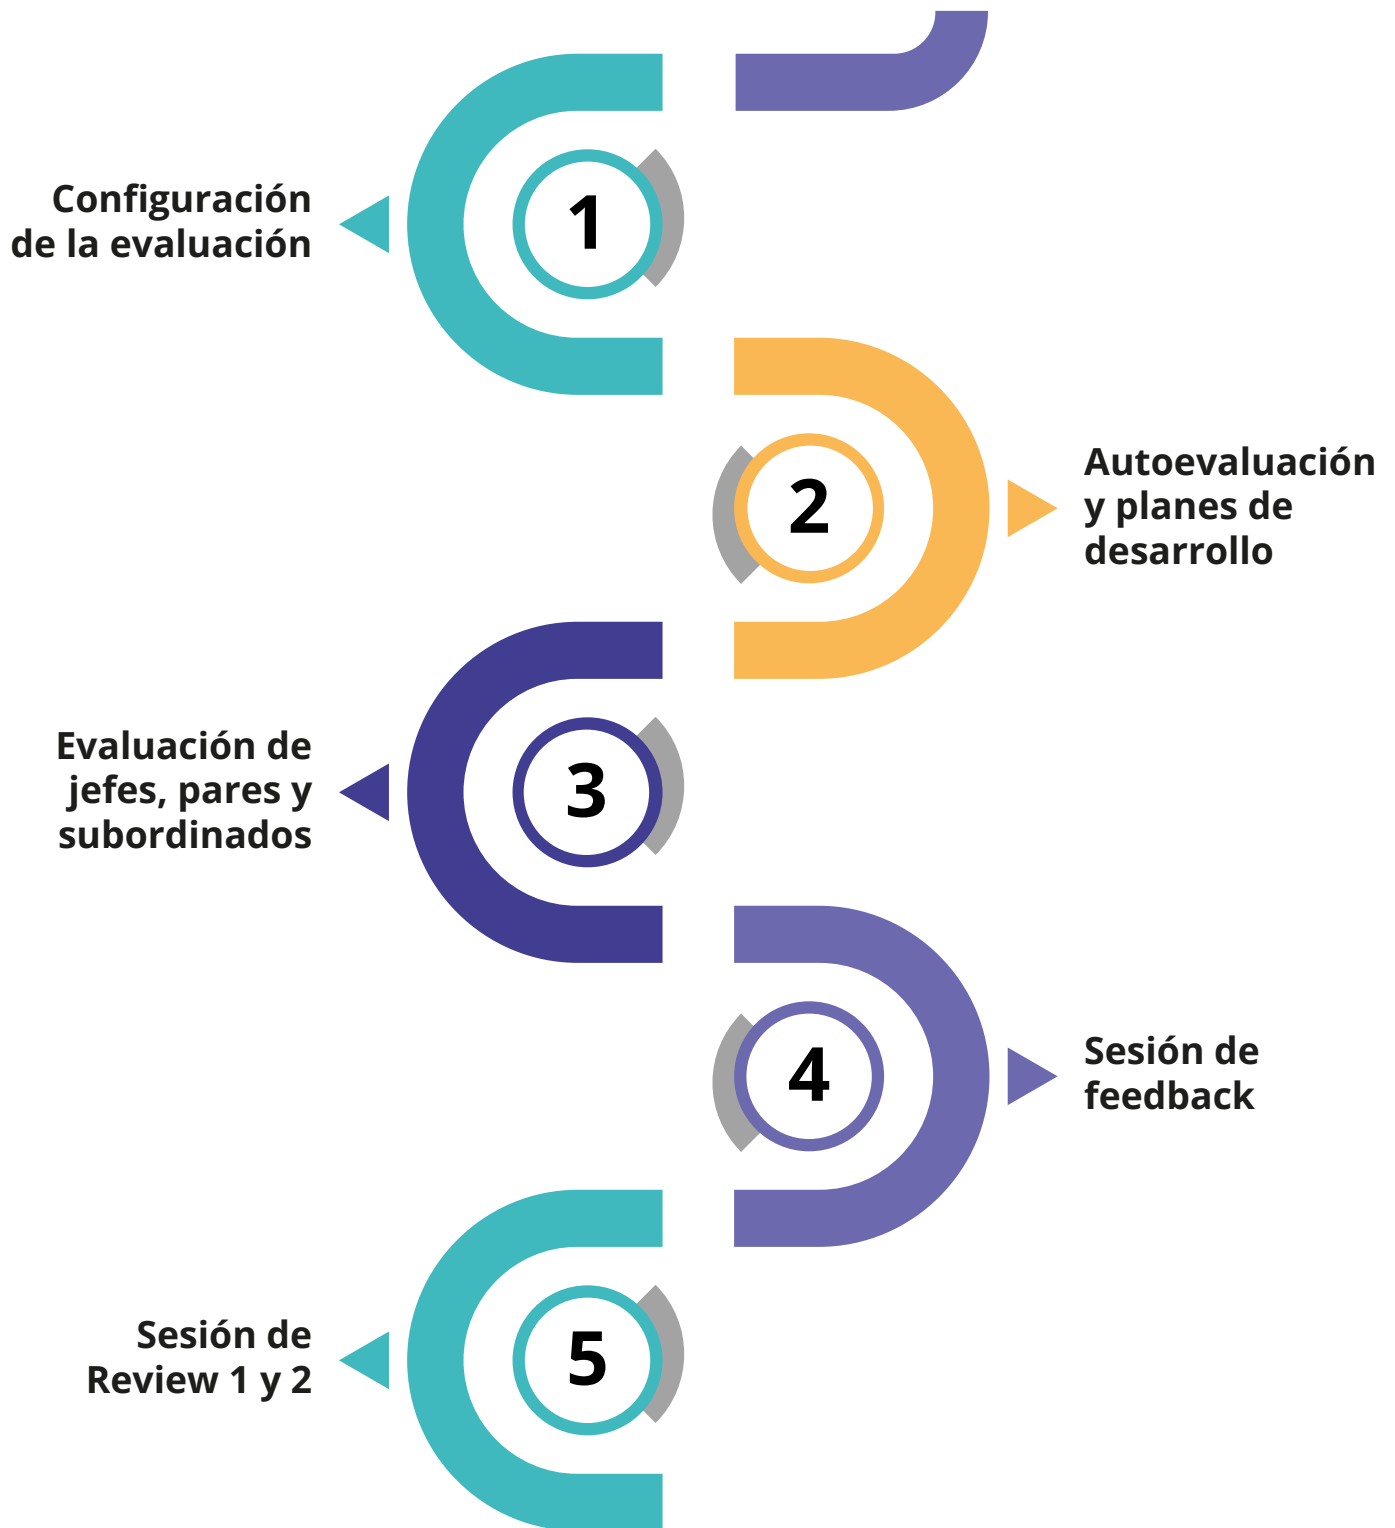 1
Configuración
de la evaluación
2
Autoevaluación
y planes de
desarrollo
3
Evaluación de
jefes, pares y
subordinados
4
Sesión de
feedback
5
Sesión de
Review 1 y 2